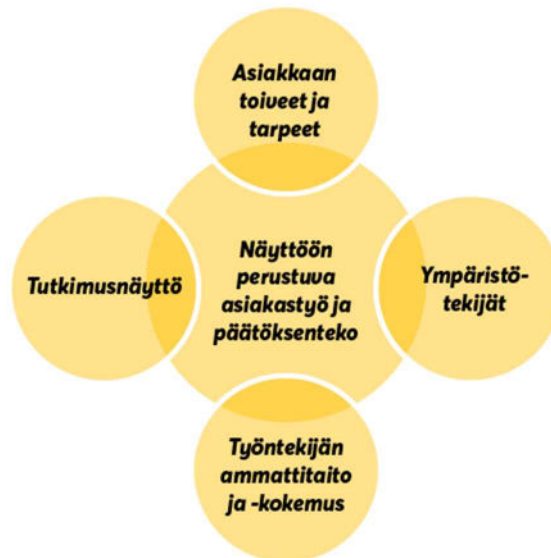 Asiakkaan
toiveet ja
tarpeet
Tutkimusnäyttö
Näyttöön
perustuva
asiakastyö ja
päätöksenteko
Ympäristö-
tekijät
Työntekijän
ammattitaito
ja -kokemus